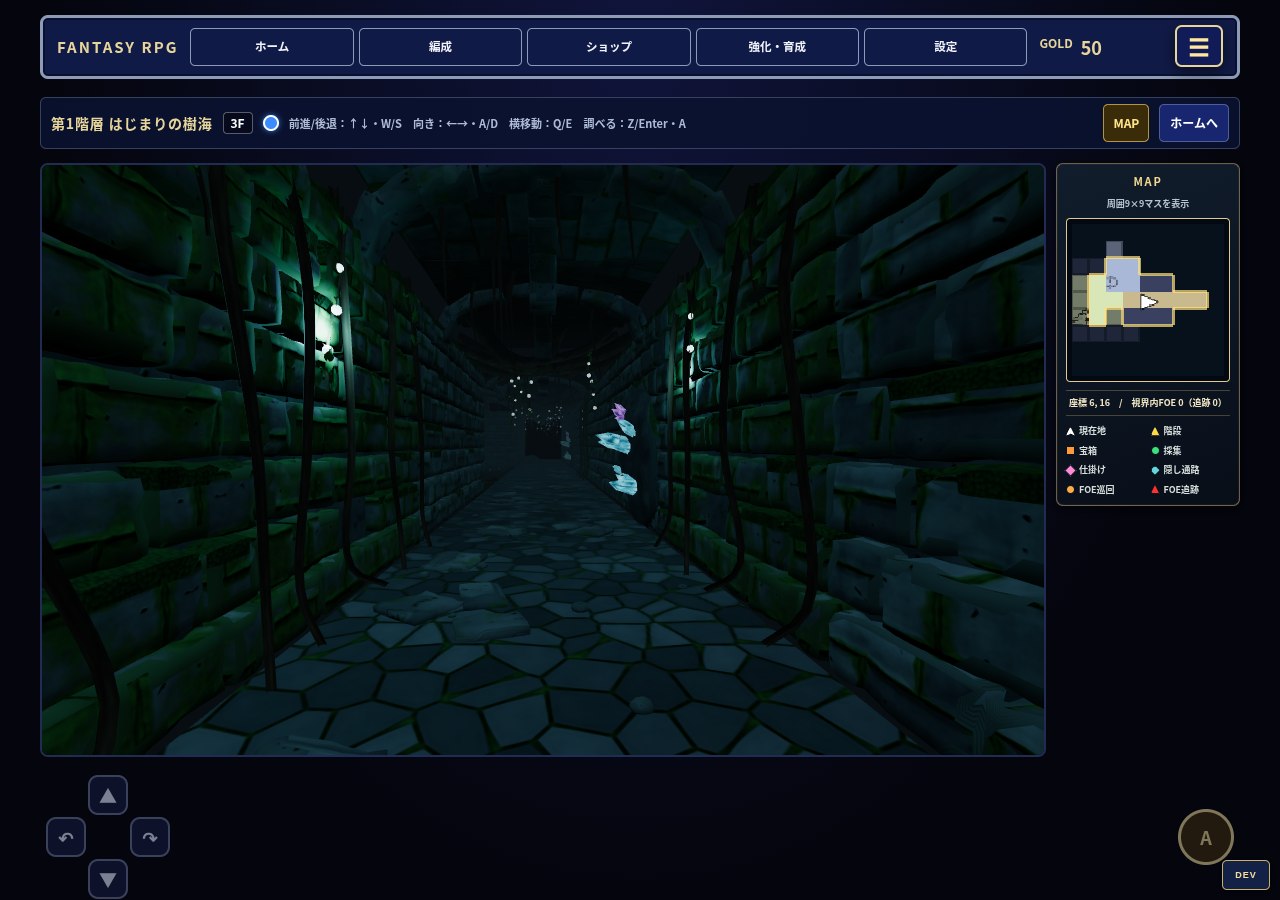 FANTASY RPG
ホーム
編成
ショップ
強化・育成
設定
GOLD 50
第1階層 はじまりの樹海
3F
前進/後退：↑↓・W/S 向き：←→・A/D 横移動：Q/E 調べる：Z/Enter・A
MAP
ホームへ
MAP
周囲9×9マスを表示
座標 6, 16 / 視界内FOE 0（追跡 0）
現在地
階段
宝箱
採集
仕掛け
隠し通路
FOE巡回
FOE追跡
A
DEV